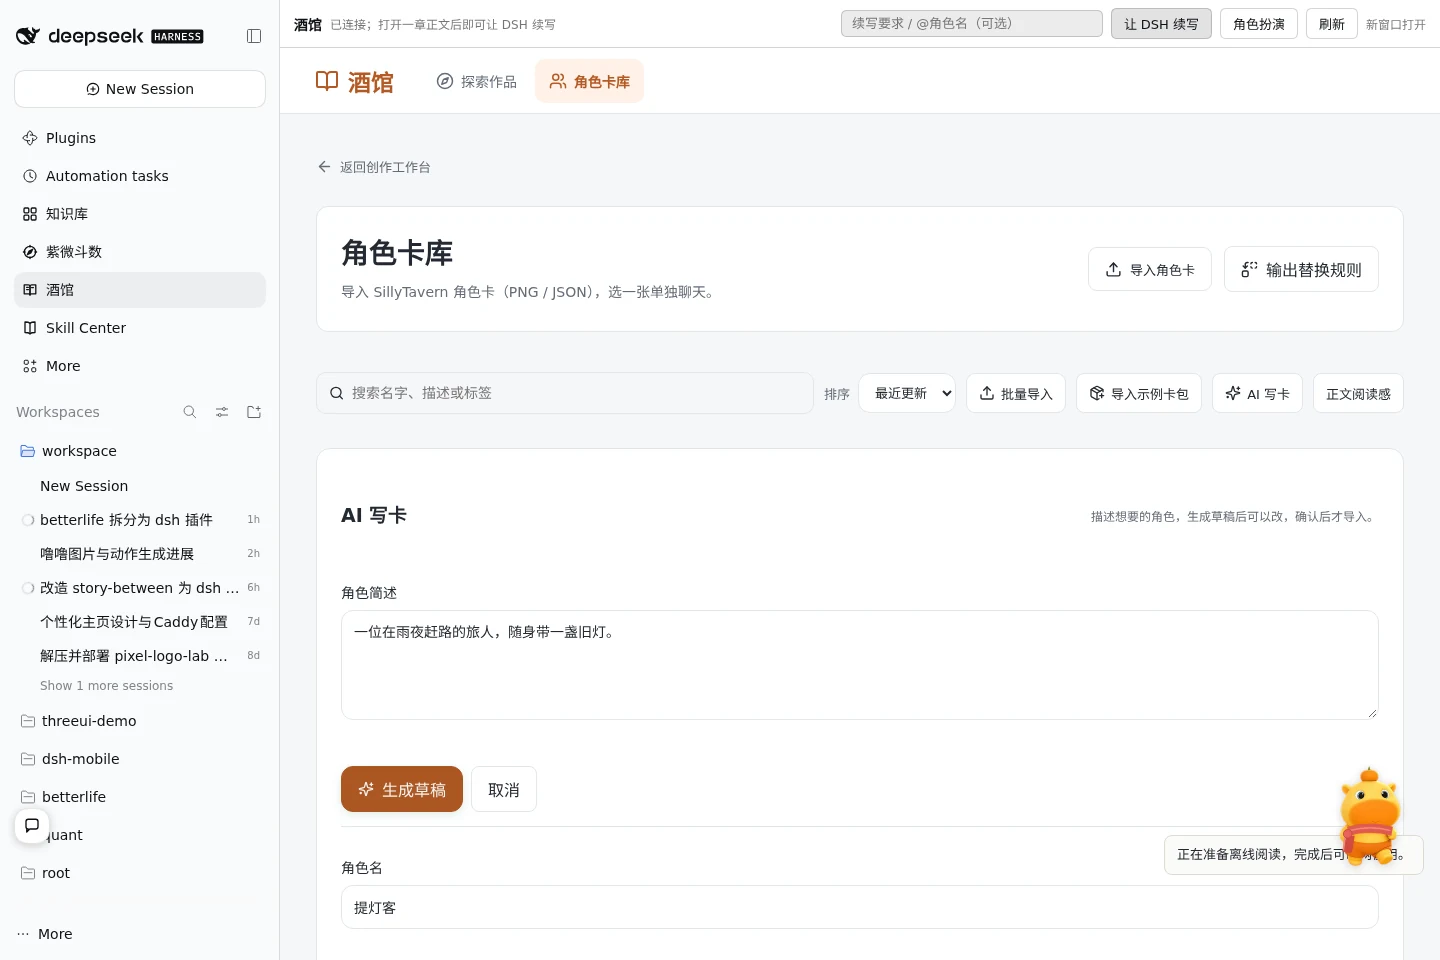 deepseek HARNESS
New Session
Plugins
Automation tasks
知识库
紫微斗数
酒馆
Skill Center
More
Workspaces
workspace
New Session
betterlife 拆分为 dsh 插件 1h
噜噜图片与动作生成进展 2h
改造 story-between 为 dsh ... 6h
个性化主页设计与Caddy配置 7d
解压并部署 pixel-logo-lab ... 8d
Show 1 more sessions
threeui-demo
dsh-mobile
betterlife
quant
root
More
酒馆 已连接；打开一章正文后即可让 DSH 续写 续写要求 / @角色名（可选） 让 DSH 续写 角色扮演 刷新 新窗口打开
酒馆 探索作品 角色卡库
返回创作工作台
角色卡库
导入 SillyTavern 角色卡（PNG / JSON），选一张单独聊天。
导入角色卡 输出替换规则
搜索名字、描述或标签 排序 最近更新 批量导入 导入示例卡包 AI 写卡 正文阅读感
AI 写卡
描述想要的角色，生成草稿后可以改，确认后才导入。
角色简述
一位在雨夜赶路的旅人，随身带一盏旧灯。
生成草稿 取消
正在准备离线阅读，完成后可
角色名
提灯客